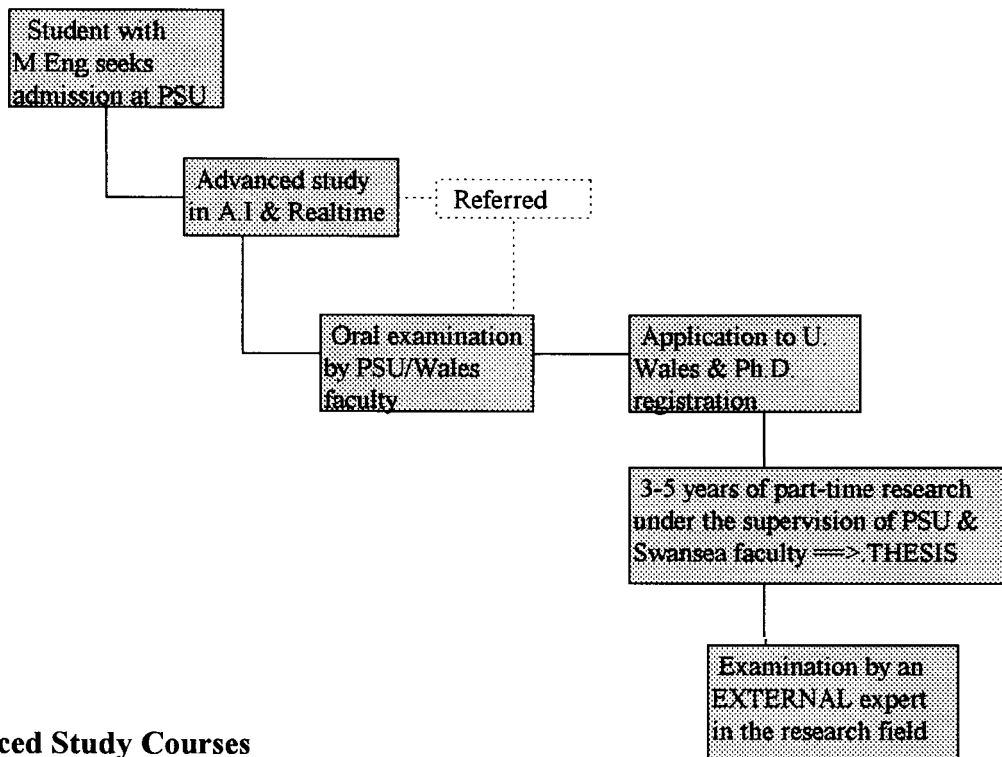 Student with
M.Eng seeks
admission at PSU
Advanced study
in A.I & Realtime
Referred
Oral examination
by PSU/Wales
faculty
Application to U.
Wales & Ph.D
registration
3-5 years of part-time research
under the supervision of PSU &
Swansea faculty ==> THESIS
Examination by an
EXTERNAL expert
in the research field
ced Study Courses